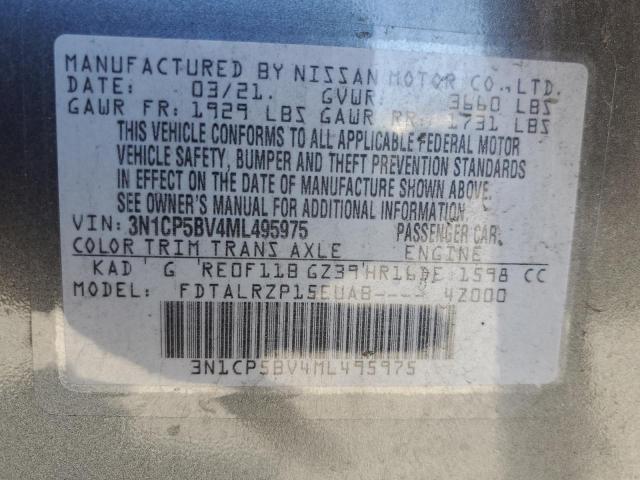 MANUFACTURED BY NISSAN MOTOR CO., LTD.
DATE: 03/21. GVWR: 3660 LBS
GAWR FR: 1929 LBS GAWR RR: 1731 LBS
THIS VEHICLE CONFORMS TO ALL APPLICABLE FEDERAL MOTOR
VEHICLE SAFETY, BUMPER AND THEFT PREVENTION STANDARDS
IN EFFECT ON THE DATE OF MANUFACTURE SHOWN ABOVE.
SEE OWNER'S MANUAL FOR ADDITIONAL INFORMATION
VIN: 3N1CP5BV4ML495975 PASSENGER CAR
COLOR TRIM TRANS AXLE ENGINE
KAD G RE0F11B GZ39 HR16DE 1598 CC
MODEL: FDTALRZP15EUAB---- 42000
3N1CP5BV4ML495975